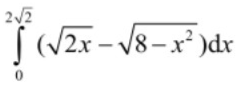 ∫₀^{2√2} (√(2x) − √(8 − x²))dx